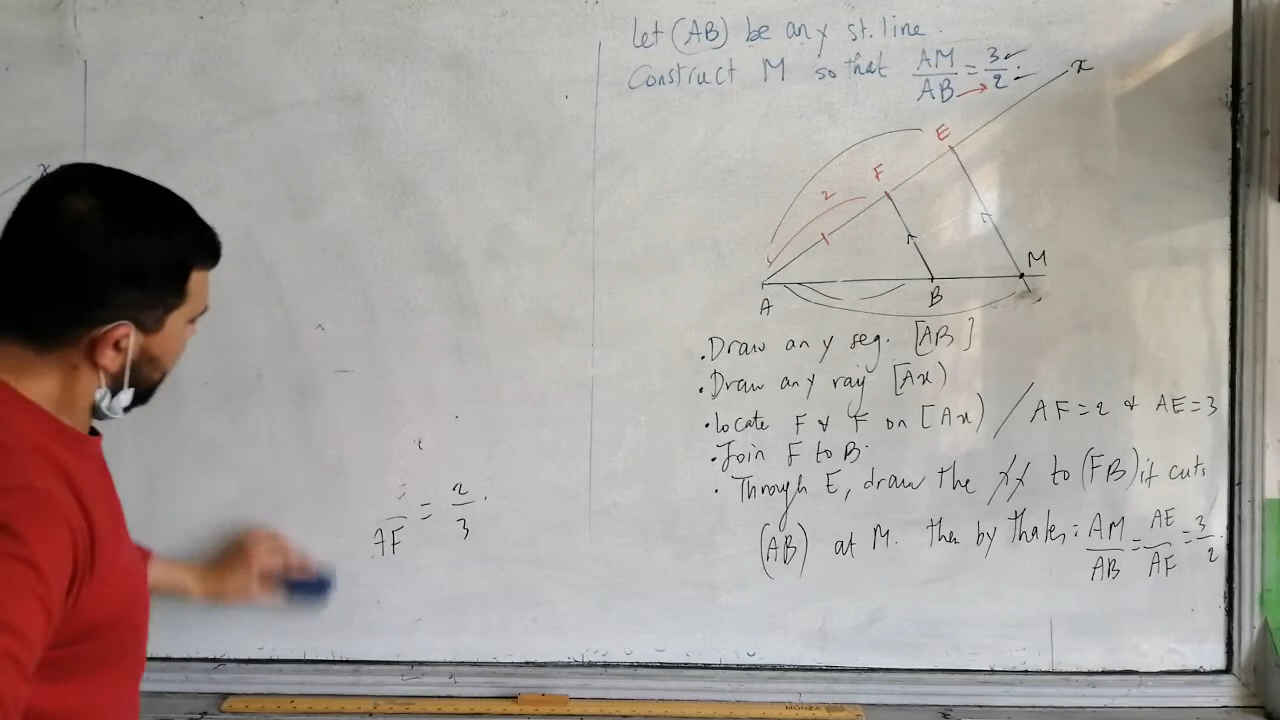 Let (AB) be any st. line.
Construct M so that AM/AB = 3/2.
x
E
F
2
M
A
B
. Draw any seg. [AB]
. Draw any ray [Ax)
. Locate F & F on [Ax) / AF = 2 & AE = 3
. Join F to B.
. Through E, draw the // to (FB) it cuts
(AB) at M. then by thales: AM/AB = AE/AF = 3/2.
x
AF = 2/3.
MONZA